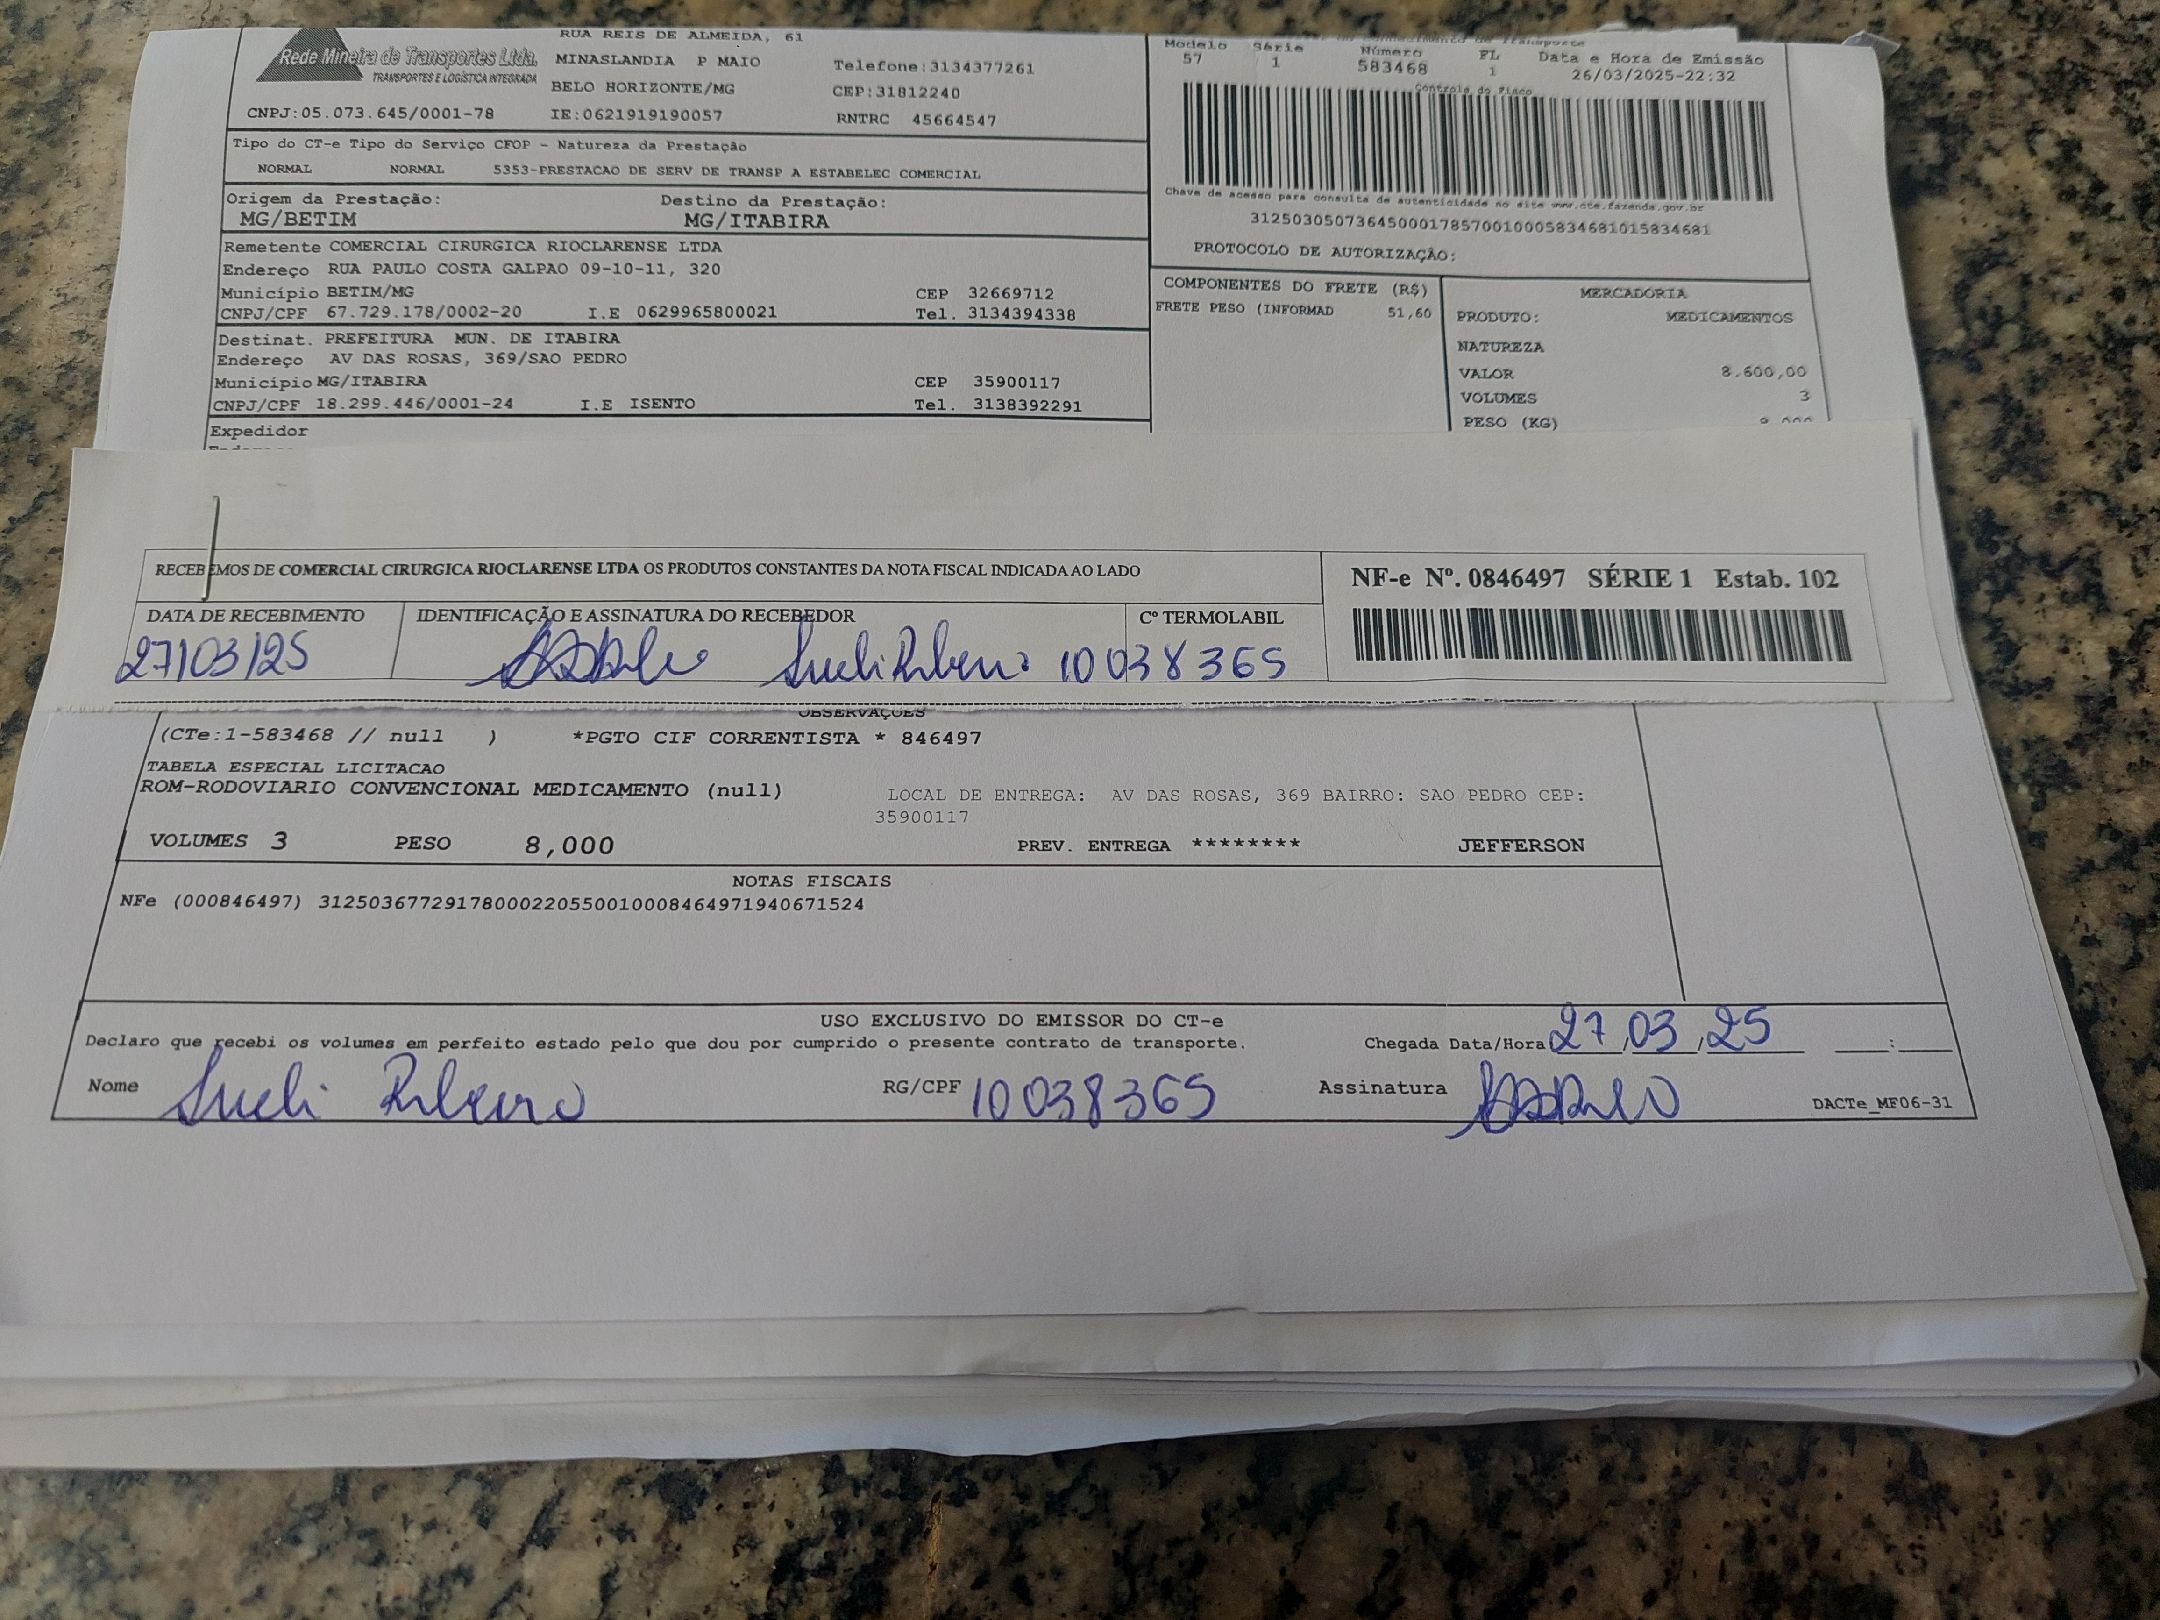 Rede Mineira de Transportes Ltda.
TRANSPORTES E LOGÍSTICA INTEGRADA
RUA REIS DE ALMEIDA, 61
MINASLANDIA P MAIO
BELO HORIZONTE/MG
Telefone:3134377261
CEP:31812240
CNPJ:05.073.645/0001-78 IE:0621919190057 RNTRC 45664547
Modelo Série Número FL Data e Hora de Emissão
57 1 583468 1 26/03/2025-22:32
Controle do Fisco
Tipo do CT-e Tipo do Serviço CFOP - Natureza da Prestação
NORMAL NORMAL 5353-PRESTACAO DE SERV DE TRANSP A ESTABELEC COMERCIAL
Chave de acesso para consulta de autenticidade no site www.cte.fazenda.gov.br
31250305073645000178570010005834681015834681
PROTOCOLO DE AUTORIZAÇÃO:
Origem da Prestação: Destino da Prestação:
MG/BETIM MG/ITABIRA
Remetente COMERCIAL CIRURGICA RIOCLARENSE LTDA
Endereço RUA PAULO COSTA GALPAO 09-10-11, 320
Município BETIM/MG CEP 32669712
CNPJ/CPF 67.729.178/0002-20 I.E 0629965800021 Tel. 3134394338
Destinat. PREFEITURA MUN. DE ITABIRA
Endereço AV DAS ROSAS, 369/SAO PEDRO
Município MG/ITABIRA CEP 35900117
CNPJ/CPF 18.299.446/0001-24 I.E ISENTO Tel. 3138392291
Expedidor
COMPONENTES DO FRETE (R$)
FRETE PESO (INFORMAD 51,60
MERCADORIA
PRODUTO: MEDICAMENTOS
NATUREZA
VALOR 8.600,00
VOLUMES 3
PESO (KG)
RECEBEMOS DE COMERCIAL CIRURGICA RIOCLARENSE LTDA OS PRODUTOS CONSTANTES DA NOTA FISCAL INDICADA AO LADO
NF-e Nº. 0846497 SÉRIE 1 Estab. 102
DATA DE RECEBIMENTO IDENTIFICAÇÃO E ASSINATURA DO RECEBEDOR Cº TERMOLABIL
27/03/25 Sueli Ribeiro 10038365
OBSERVAÇÕES
(CTe:1-583468 // null ) *PGTO CIF CORRENTISTA * 846497
TABELA ESPECIAL LICITACAO
ROM-RODOVIARIO CONVENCIONAL MEDICAMENTO (null)
LOCAL DE ENTREGA: AV DAS ROSAS, 369 BAIRRO: SAO PEDRO CEP:
35900117
VOLUMES 3 PESO 8,000 PREV. ENTREGA ******** JEFFERSON
NOTAS FISCAIS
NFe (000846497) 31250367729178000220550010008464971940671524
USO EXCLUSIVO DO EMISSOR DO CT-e
Declaro que recebi os volumes em perfeito estado pelo que dou por cumprido o presente contrato de transporte.
Chegada Data/Hora 27/03/25 :
Nome Sueli Ribeiro RG/CPF 10038365 Assinatura
DACTe_MF06-31